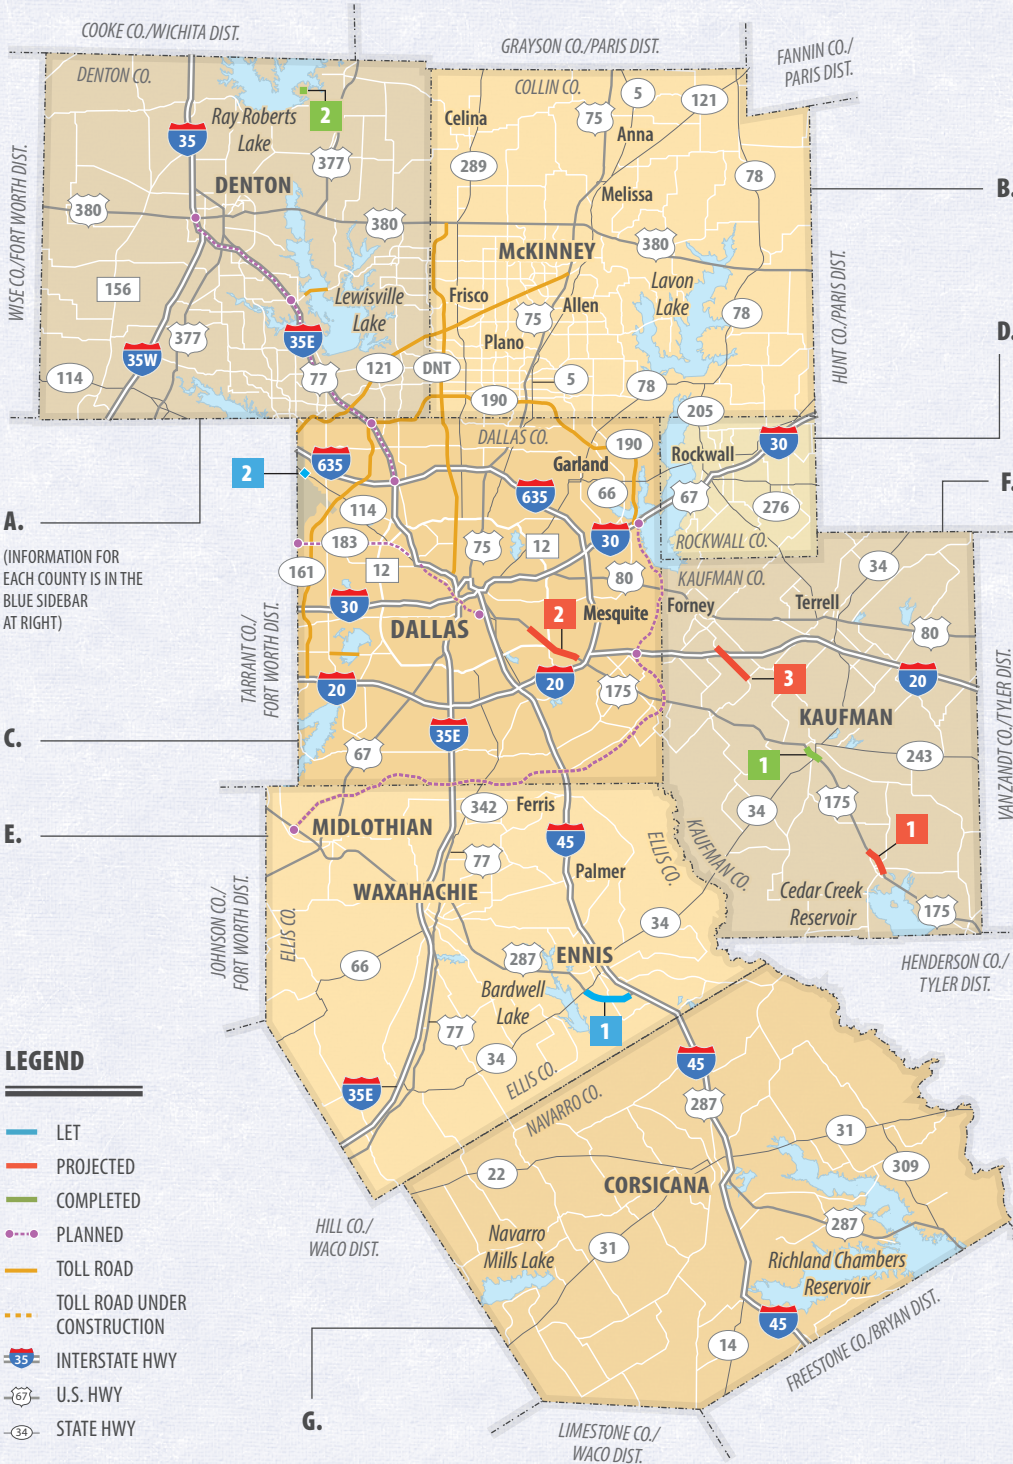 COOKE CO./WICHITA DIST.
GRAYSON CO./PARIS DIST.
FANNIN CO./
PARIS DIST.
DENTON CO.
COLLIN CO.
5
121
75
Ray Roberts
Lake
2
Celina
Anna
35
377
289
78
DENTON
Melissa
B.
WISE CO./FORT WORTH DIST.
380
380
McKINNEY
380
156
Lewisville
Lake
Frisco
Lavon
Lake
Allen
HUNT CO./PARIS DIST.
75
78
D.
377
35E
Plano
35W
114
77
121
DNT
5
78
190
205
DALLAS CO.
190
Rockwall
30
635
2
Garland
635
66
67
276
F.
114
A.
(INFORMATION FOR
EACH COUNTY IS IN THE
BLUE SIDEBAR
AT RIGHT)
183
75
12
30
ROCKWALL CO.
161
12
80
KAUFMAN CO.
34
30
Mesquite
Forney
Terrell
2
DALLAS
80
TARRANT CO./
FORT WORTH DIST.
3
20
20
20
175
VAN ZANDT CO./TYLER DIST.
KAUFMAN
C.
35E
67
1
243
175
34
342
Ferris
E.
MIDLOTHIAN
45
1
77
Palmer
ELLIS CO.
KAUFMAN CO.
WAXAHACHIE
Cedar Creek
Reservoir
175
JOHNSON CO./
FORT WORTH DIST.
ELLIS CO.
34
66
287
ENNIS
HENDERSON CO./
TYLER DIST.
Bardwell
Lake
1
77
34
LEGEND
45
ELLIS CO.
NAVARRO CO.
35E
287
LET
31
PROJECTED
22
309
COMPLETED
CORSICANA
PLANNED
HILL CO./
WACO DIST.
Navarro
Mills Lake
31
287
TOLL ROAD
Richland Chambers
Reservoir
TOLL ROAD UNDER
CONSTRUCTION
45
35
INTERSTATE HWY
14
FREESTONE CO./BRYAN DIST.
67
U.S. HWY
G.
34
STATE HWY
LIMESTONE CO./
WACO DIST.